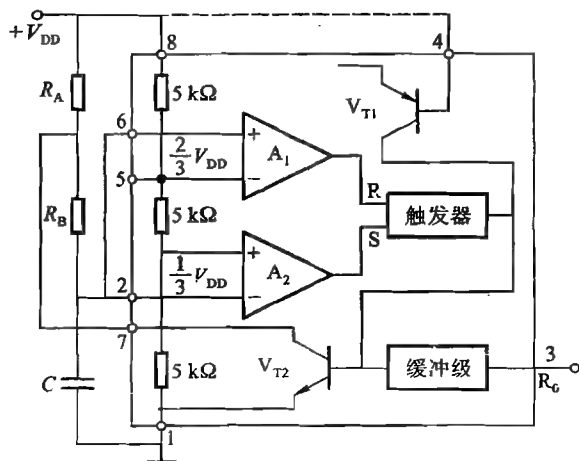 +V_DD
8
4
R_A
5 kΩ
V_T1
6
2/3 V_DD
A_1
5
R
触发器
S
R_B
5 kΩ
1/3 V_DD
A_2
2
7
C
5 kΩ
V_T2
缓冲级
3
R_G
1